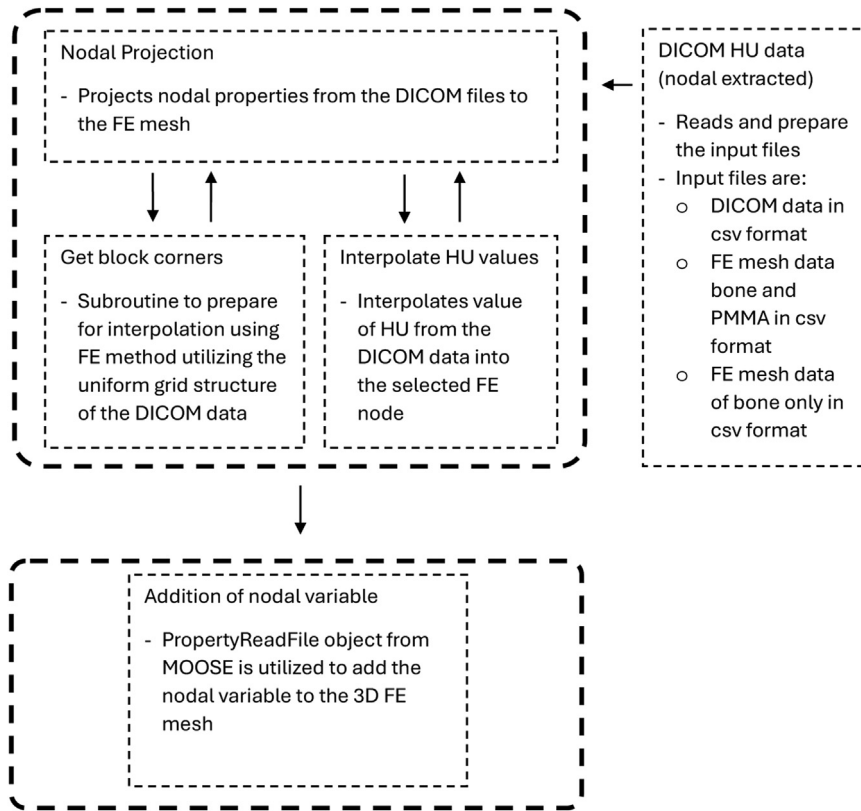 Nodal Projection
- Projects nodal properties from the DICOM files to
the FE mesh
Get block corners
- Subroutine to prepare
for interpolation using
FE method utilizing the
uniform grid structure
of the DICOM data
Interpolate HU values
- Interpolates value
of HU from the
DICOM data into
the selected FE
node
DICOM HU data
(nodal extracted)
- Reads and prepare
the input files
- Input files are:
o DICOM data in
csv format
o FE mesh data
bone and
PMMA in csv
format
o FE mesh data
of bone only in
csv format
Addition of nodal variable
- PropertyReadFile object from
MOOSE is utilized to add the
nodal variable to the 3D FE
mesh